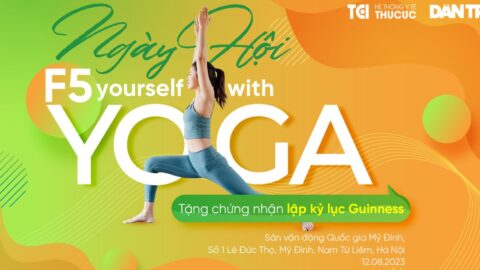 TCI HỆ THỐNG Y TẾ
THUCUC
DANTR
Ngày Hội
F5 yourself with
YOGA
Tặng chứng nhận lập kỷ lục Guinness
Sân vận động Quốc gia Mỹ Đình,
Số 1 Lê Đức Thọ, Mỹ Đình, Nam Từ Liêm, Hà Nội
12.08.2023